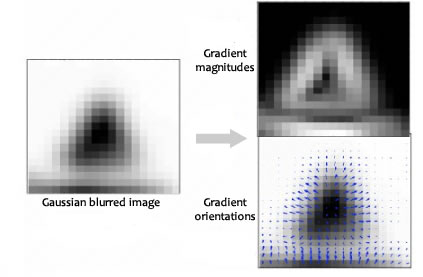 Gradient
magnitudes
Gaussian blurred image
Gradient
orientations